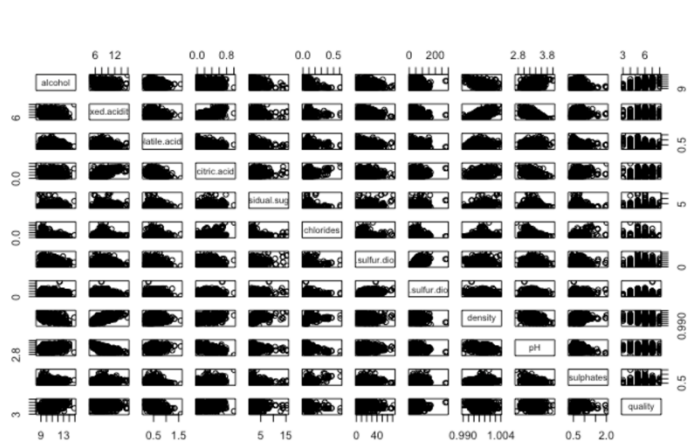 6 12 0.0 0.8 0.0 0.5 0 200 2.8 3.8 3 6
alcohol 9
6 xed.acidit
latile.acid 0.5
0.0 citric.acid
sidual.sug 5
0.0 chlorides
sulfur.dio 0
0 .sulfur.dio
density 0.990
2.8 pH
sulphates 0.5
3 quality
9 13 0.5 1.5 5 15 0 40 0.990 1.004 0.5 2.0